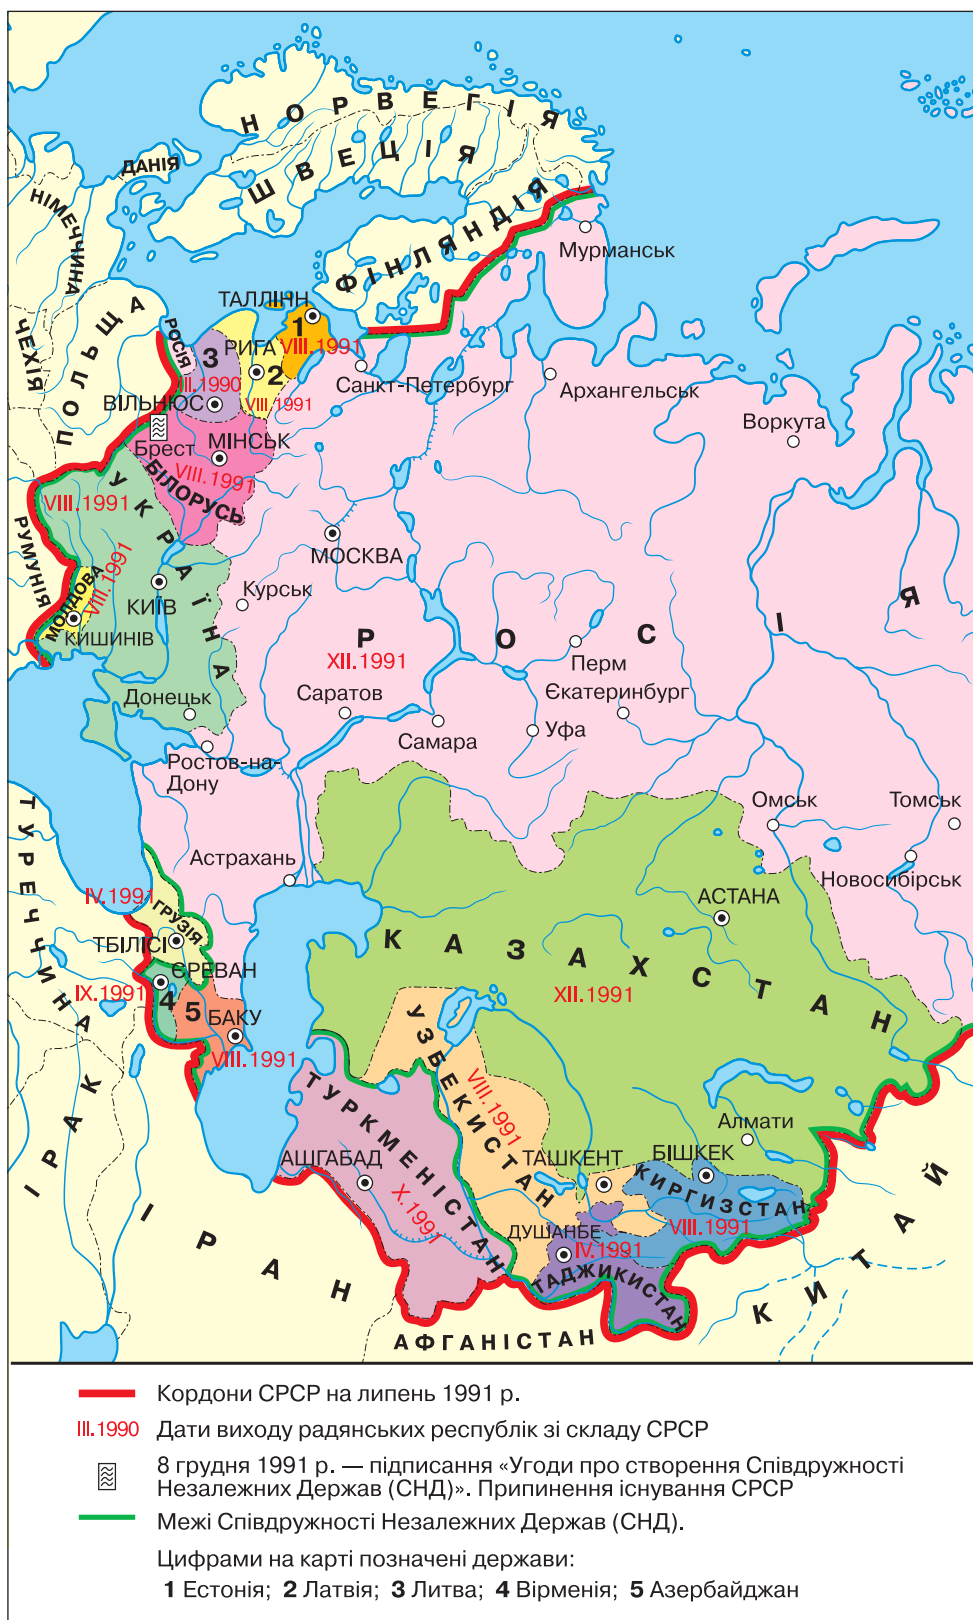 НОРВЕГІЯ
ШВЕЦІЯ
ДАНІЯ
НІМЕЧЧИНА
ФІНЛЯНДІЯ
Мурманськ
ЧЕХІЯ
ПОЛЬЩА
РОСІЯ
ТАЛЛІНН
1
VIII.1991
3
РИГА
2
III.1990
VIII.1991
ВІЛЬНЮС
Санкт-Петербург
Архангельськ
Воркута
Брест
МІНСЬК
VIII.1991
БІЛОРУСЬ
VIII.1991
УКРАЇНА
РУМУНІЯ
МОЛДОВА
VIII.1991
КИШИНІВ
КИЇВ
МОСКВА
Курськ
РОСІЯ
XII.1991
Перм
Єкатеринбург
Саратов
Самара
Уфа
Донецьк
Ростов-на-
Дону
Омськ
Томськ
Новосибірськ
Астрахань
ТУРЕЧЧИНА
IV.1991
ГРУЗІЯ
ТБІЛІСІ
ЄРЕВАН
IX.1991
4
5
БАКУ
VIII.1991
АСТАНА
КАЗАХСТАН
XII.1991
УЗБЕКИСТАН
VIII.1991
ТУРКМЕНІСТАН
X.1991
АШГАБАД
Алмати
ТАШКЕНТ
БІШКЕК
КИРГИЗСТАН
VIII.1991
ДУШАНБЕ
IV.1991
ТАДЖИКИСТАН
ІРАК
ІРАН
АФГАНІСТАН
КИТАЙ
Кордони СРСР на липень 1991 р.
III.1990 Дати виходу радянських республік зі складу СРСР
8 грудня 1991 р. — підписання «Угоди про створення Співдружності
Незалежних Держав (СНД)». Припинення існування СРСР
Межі Співдружності Незалежних Держав (СНД).
Цифрами на карті позначені держави:
1 Естонія; 2 Латвія; 3 Литва; 4 Вірменія; 5 Азербайджан